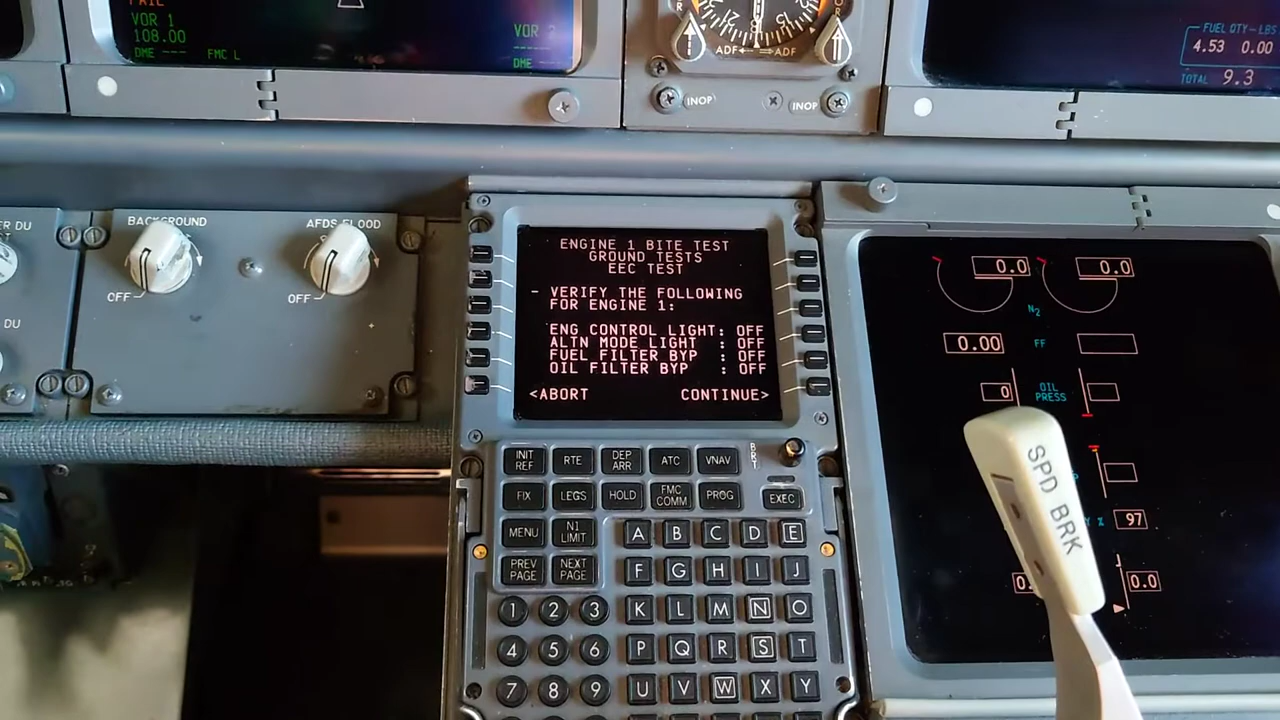 FAIL
VOR 1
108.00
DME ---
FMC L
VOR 2
DME ---
ADF
ADF
INOP
INOP
FUEL QTY-LBS
4.53 0.00
TOTAL 9.3
ER DU
DU
BACKGROUND
OFF
AFDS FLOOD
OFF
ENGINE 1 BITE TEST
GROUND TESTS
EEC TEST
- VERIFY THE FOLLOWING
FOR ENGINE 1:
ENG CONTROL LIGHT: OFF
ALTN MODE LIGHT : OFF
FUEL FILTER BYP : OFF
OIL FILTER BYP : OFF
<ABORT CONTINUE>
0.0 0.0
N2
0.00 FF
0 OIL
PRESS
Y %
97
0.
0.0
SPD BRK
BRT
INIT
REF
RTE
DEP
ARR
ATC
VNAV
FIX
LEGS
HOLD
FMC
COMM
PROG
EXEC
MENU
N1
LIMIT
PREV
PAGE
NEXT
PAGE
A B C D E
F G H I J
1 2 3 K L M N O
4 5 6 P Q R S T
7 8 9 U V W X Y